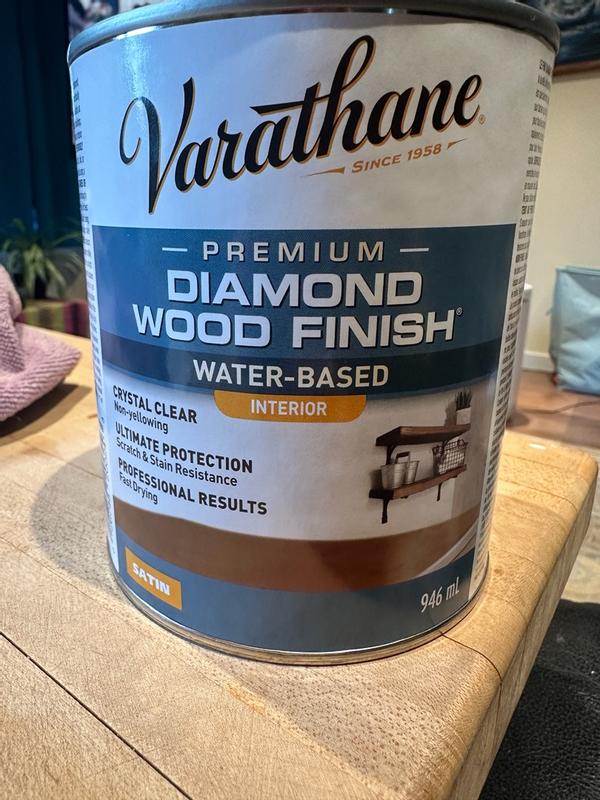 Varathane®
SINCE 1958
PREMIUM
DIAMOND
WOOD FINISH®
WATER-BASED
INTERIOR
CRYSTAL CLEAR
Non-yellowing
ULTIMATE PROTECTION
Scratch & Stain Resistance
PROFESSIONAL RESULTS
Fast Drying
SATIN
946 mL